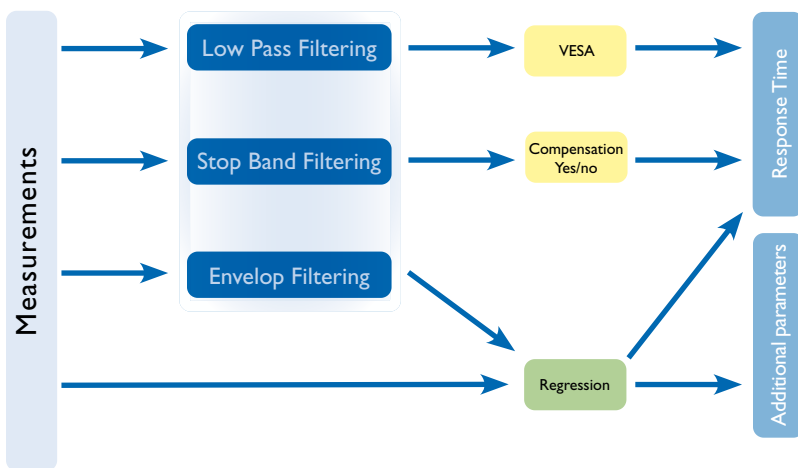 Measurements
Low Pass Filtering
VESA
Response Time
Stop Band Filtering
Compensation
Yes/no
Envelop Filtering
Additional parameters
Regression